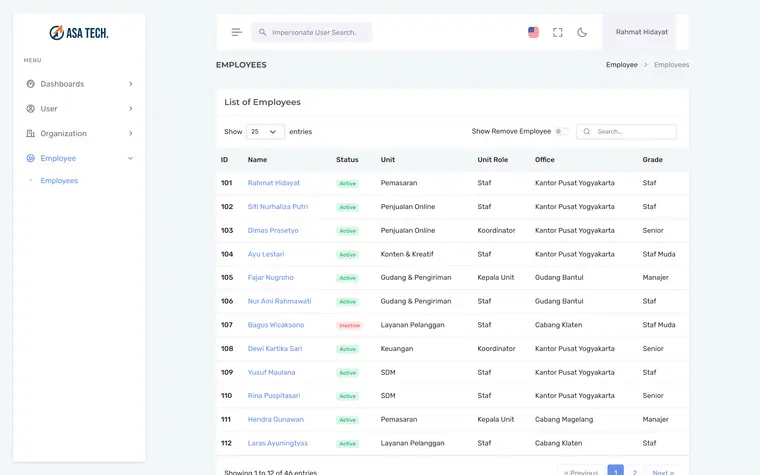 ASA TECH.
Impersonate User Search.
Rahmat Hidayat
MENU
Dashboards
User
Organization
Employee
Employees
EMPLOYEES
Employee > Employees
List of Employees
Show 25 entries
Show Remove Employee
Search...
ID Name Status Unit Unit Role Office Grade
101 Rahmat Hidayat Active Pemasaran Staf Kantor Pusat Yogyakarta Staf
102 Siti Nurhaliza Putri Active Penjualan Online Staf Kantor Pusat Yogyakarta Staf
103 Dimas Prasetyo Active Penjualan Online Koordinator Kantor Pusat Yogyakarta Senior
104 Ayu Lestari Active Konten & Kreatif Staf Kantor Pusat Yogyakarta Staf Muda
105 Fajar Nugroho Active Gudang & Pengiriman Kepala Unit Gudang Bantul Manajer
106 Nur Aini Rahmawati Active Gudang & Pengiriman Staf Gudang Bantul Staf
107 Bagus Wicaksono Inactive Layanan Pelanggan Staf Cabang Klaten Staf Muda
108 Dewi Kartika Sari Active Keuangan Koordinator Kantor Pusat Yogyakarta Senior
109 Yusuf Maulana Active SDM Staf Kantor Pusat Yogyakarta Staf
110 Rina Puspitasari Active SDM Staf Kantor Pusat Yogyakarta Senior
111 Hendra Gunawan Active Pemasaran Kepala Unit Cabang Magelang Manajer
112 Laras Ayuningtyas Active Layanan Pelanggan Staf Cabang Klaten Staf
Showing 1 to 12 of 46 entries
« Previous 1 2 Next »